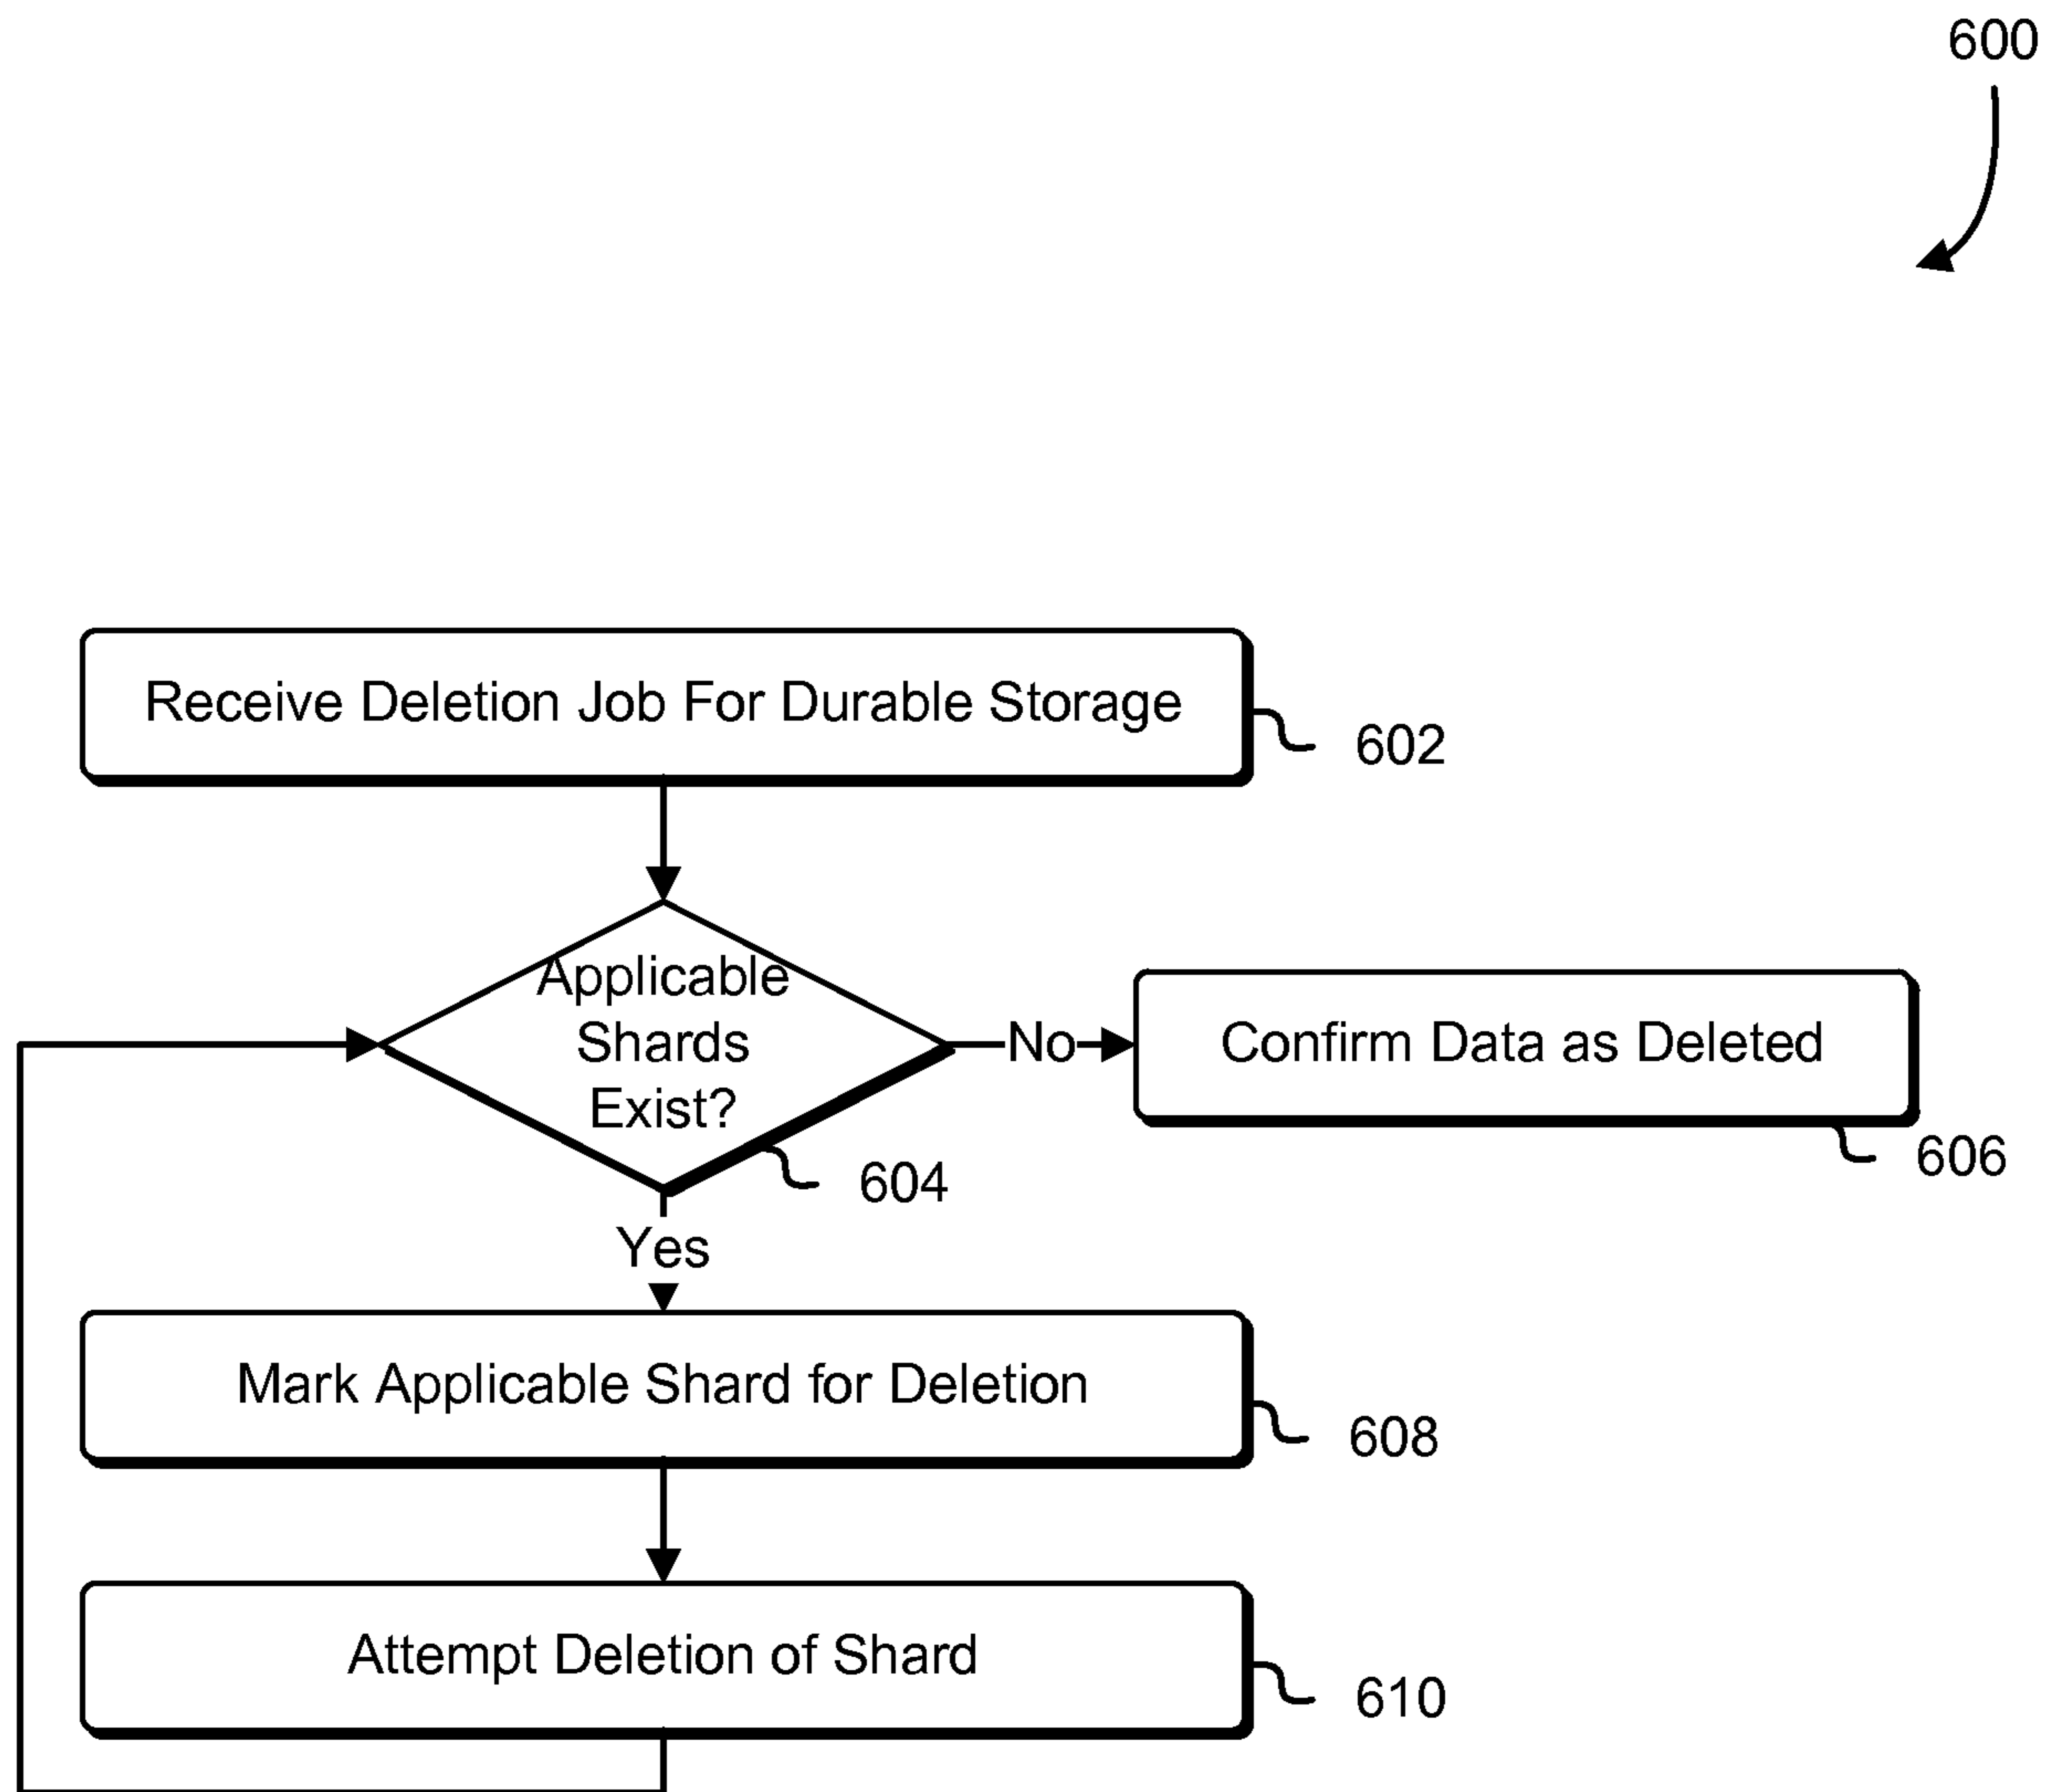 600
Receive Deletion Job For Durable Storage
602
Applicable
Shards
Exist?
No
Confirm Data as Deleted
606
604
Yes
Mark Applicable Shard for Deletion
608
Attempt Deletion of Shard
610